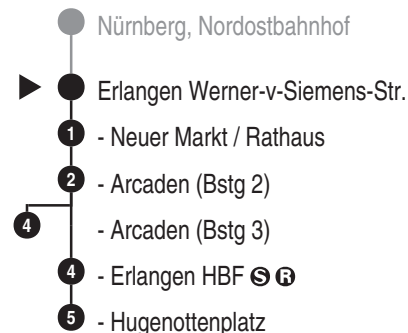 Nürnberg, Nordostbahnhof
Erlangen Werner-v-Siemens-Str.
1 - Neuer Markt / Rathaus
2 - Arcaden (Bstg 2)
4 - Arcaden (Bstg 3)
4 - Erlangen HBF S R
5 - Hugenottenplatz